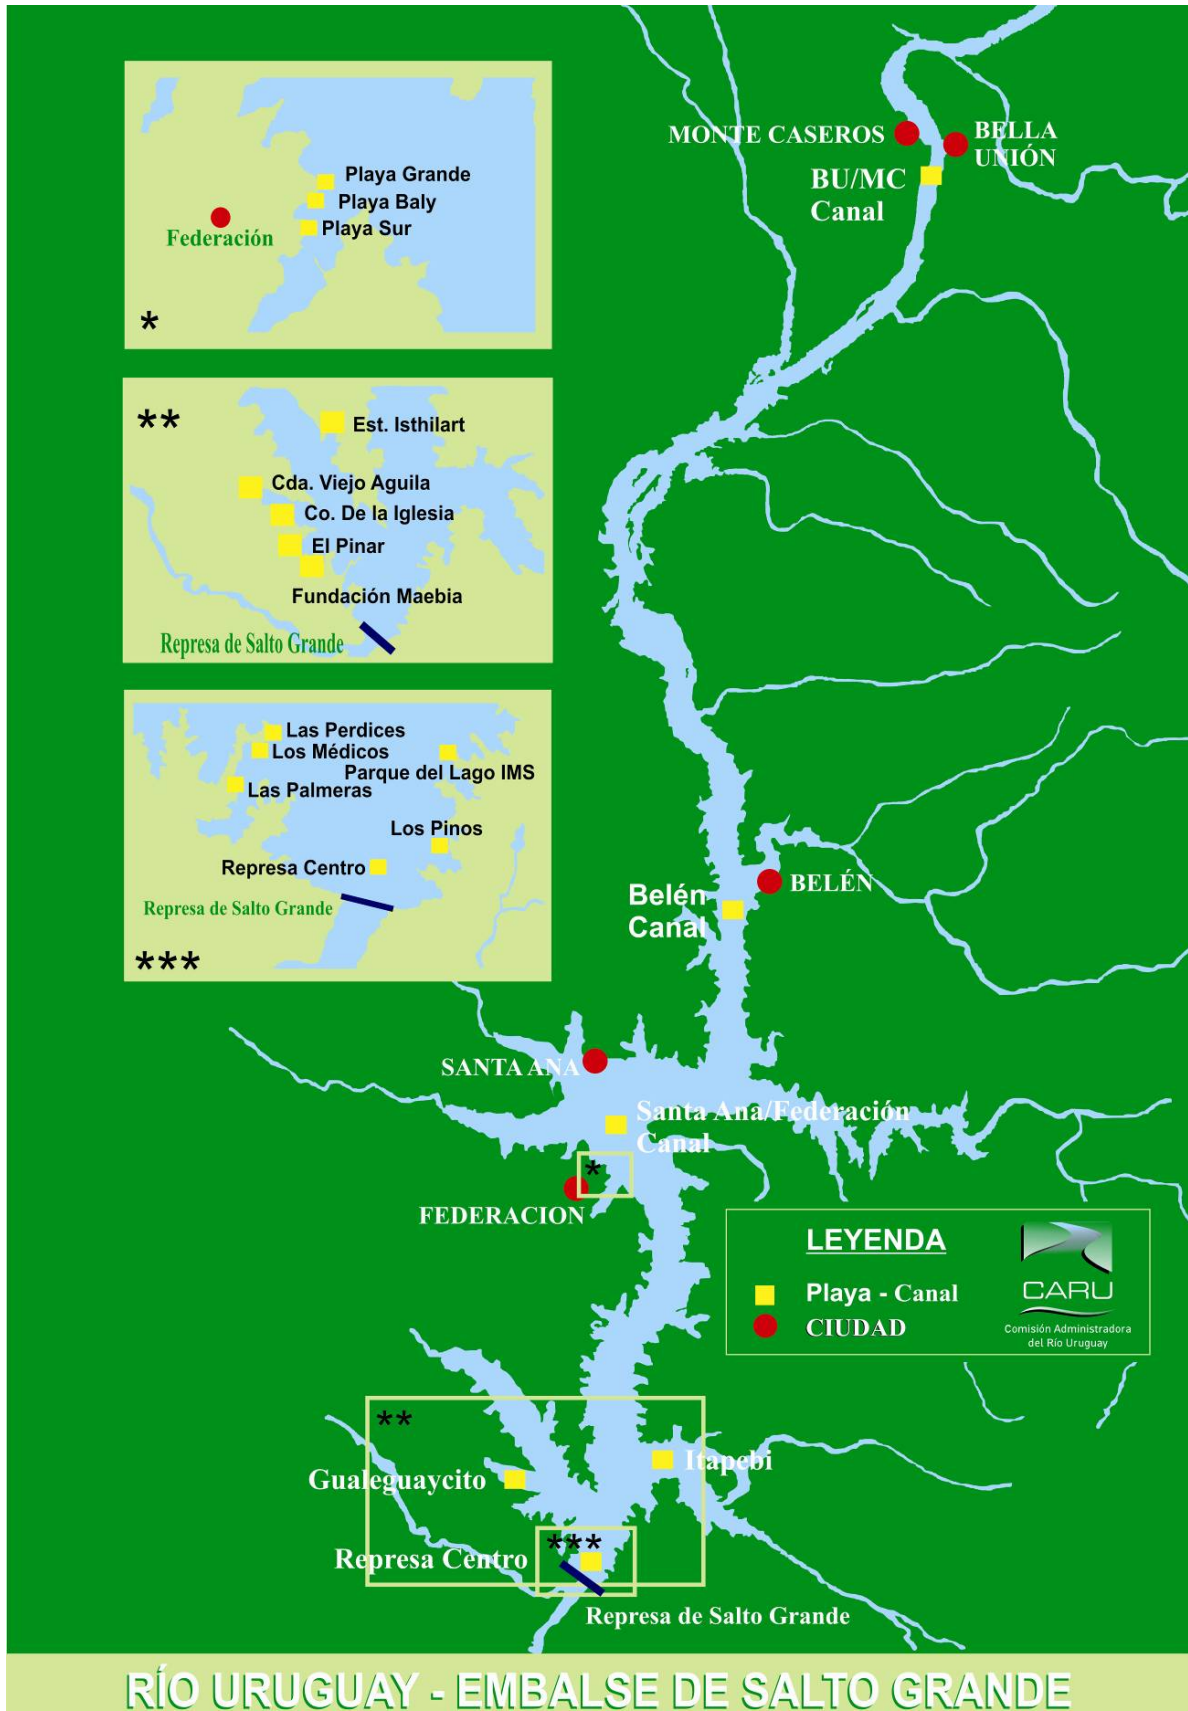 MONTE CASEROS
BELLA
UNIÓN
BU/MC
Canal
Playa Grande
Playa Baly
Playa Sur
Federación
*
**
Est. Isthilart
Cda. Viejo Aguila
Co. De la Iglesia
El Pinar
Fundación Maebia
Represa de Salto Grande
Las Perdices
Los Médicos
Parque del Lago IMS
Las Palmeras
Los Pinos
Represa Centro
Represa de Salto Grande
***
BELÉN
Belén
Canal
SANTA ANA
Santa Ana/Federación
Canal
*
FEDERACION
LEYENDA
Playa - Canal
CIUDAD
CARU
Comisión Administradora
del Río Uruguay
**
Itapebi
Gualeguaycito
***
Represa Centro
Represa de Salto Grande
RÍO URUGUAY - EMBALSE DE SALTO GRANDE